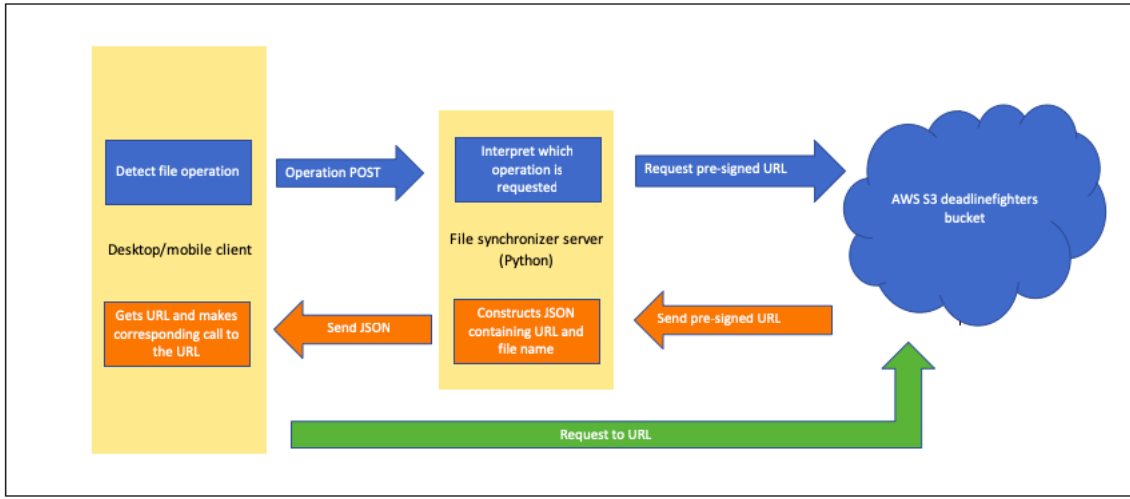 Detect file operation
Operation POST
Interpret which
operation is
requested
Request pre-signed URL
AWS S3 deadlinefighters
bucket
Desktop/mobile client
File synchronizer server
(Python)
Gets URL and makes
corresponding call to
the URL
Send JSON
Constructs JSON
containing URL and
file name
Send pre-signed URL
Request to URL